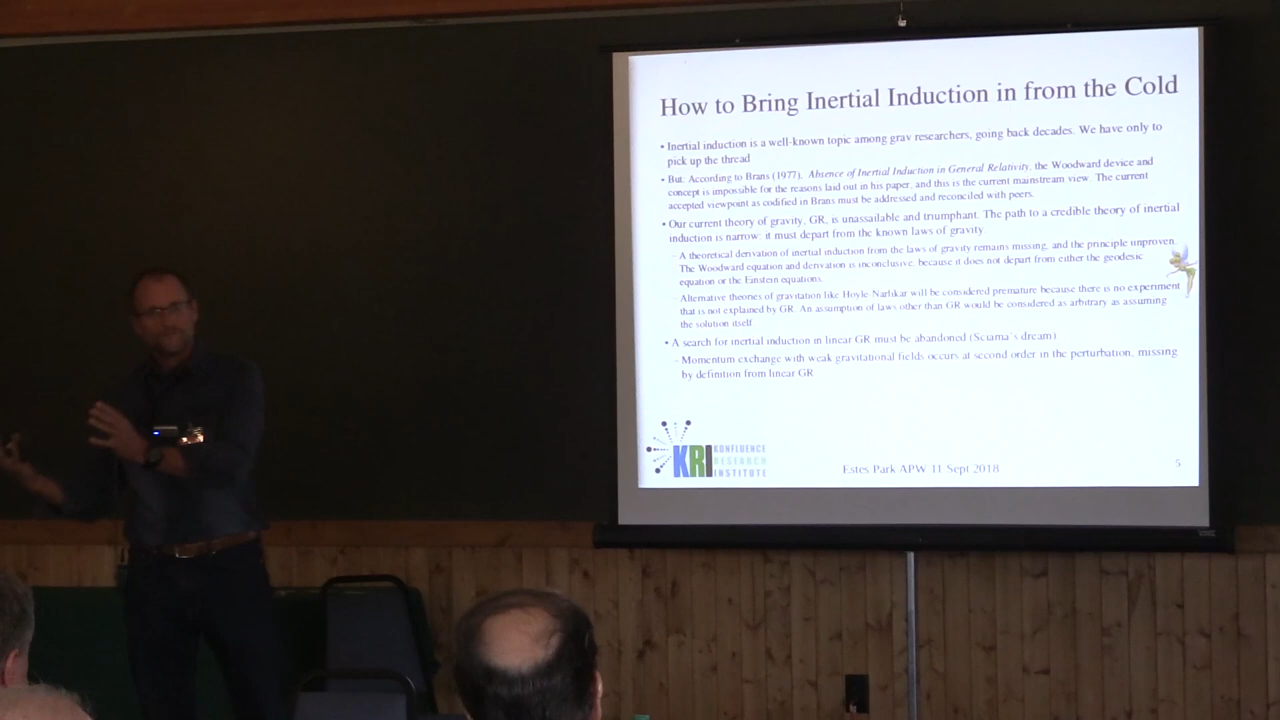 How to Bring Inertial Induction in from the Cold
• Inertial induction is a well-known topic among grav researchers, going back decades. We have only to
pick up the thread
• But: According to Brans (1977), Absence of Inertial Induction in General Relativity, the Woodward device and
concept is impossible for the reasons laid out in his paper, and this is the current mainstream view. The current
accepted viewpoint as codified in Brans must be addressed and reconciled with peers.
• Our current theory of gravity, GR, is unassailable and triumphant. The path to a credible theory of inertial
induction is narrow: it must depart from the known laws of gravity.
– A theoretical derivation of inertial induction from the laws of gravity remains missing, and the principle unproven.
The Woodward equation and derivation is inconclusive, because it does not depart from either the geodesic
equation or the Einstein equations.
– Alternative theories of gravitation like Hoyle-Narlikar will be considered premature because there is no experiment
that is not explained by GR. An assumption of laws other than GR would be considered as arbitrary as assuming
the solution itself
• A search for inertial induction in linear GR must be abandoned (Sciama's dream)
– Momentum exchange with weak gravitational fields occurs at second order in the perturbation, missing
by definition from linear GR
KRI
KONFLUENCE
RESEARCH
INSTITUTE
Estes Park APW 11 Sept 2018
5